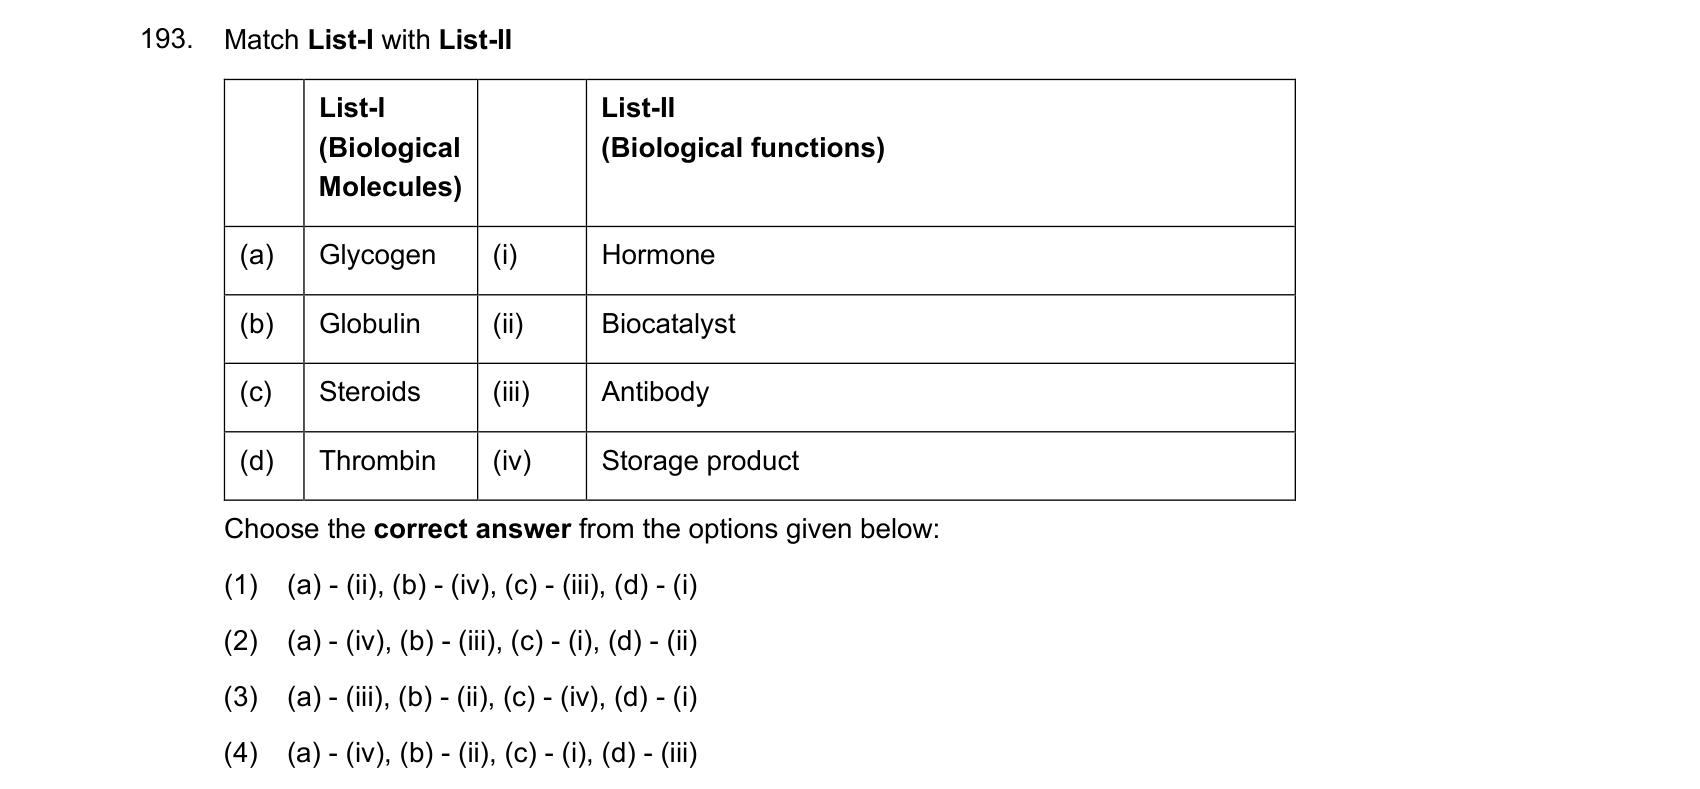 193. Match List-I with List-II
List-I
(Biological
Molecules)
List-II
(Biological functions)
(a) Glycogen (i) Hormone
(b) Globulin (ii) Biocatalyst
(c) Steroids (iii) Antibody
(d) Thrombin (iv) Storage product
Choose the correct answer from the options given below:
(1) (a) - (ii), (b) - (iv), (c) - (iii), (d) - (i)
(2) (a) - (iv), (b) - (iii), (c) - (i), (d) - (ii)
(3) (a) - (iii), (b) - (ii), (c) - (iv), (d) - (i)
(4) (a) - (iv), (b) - (ii), (c) - (i), (d) - (iii)